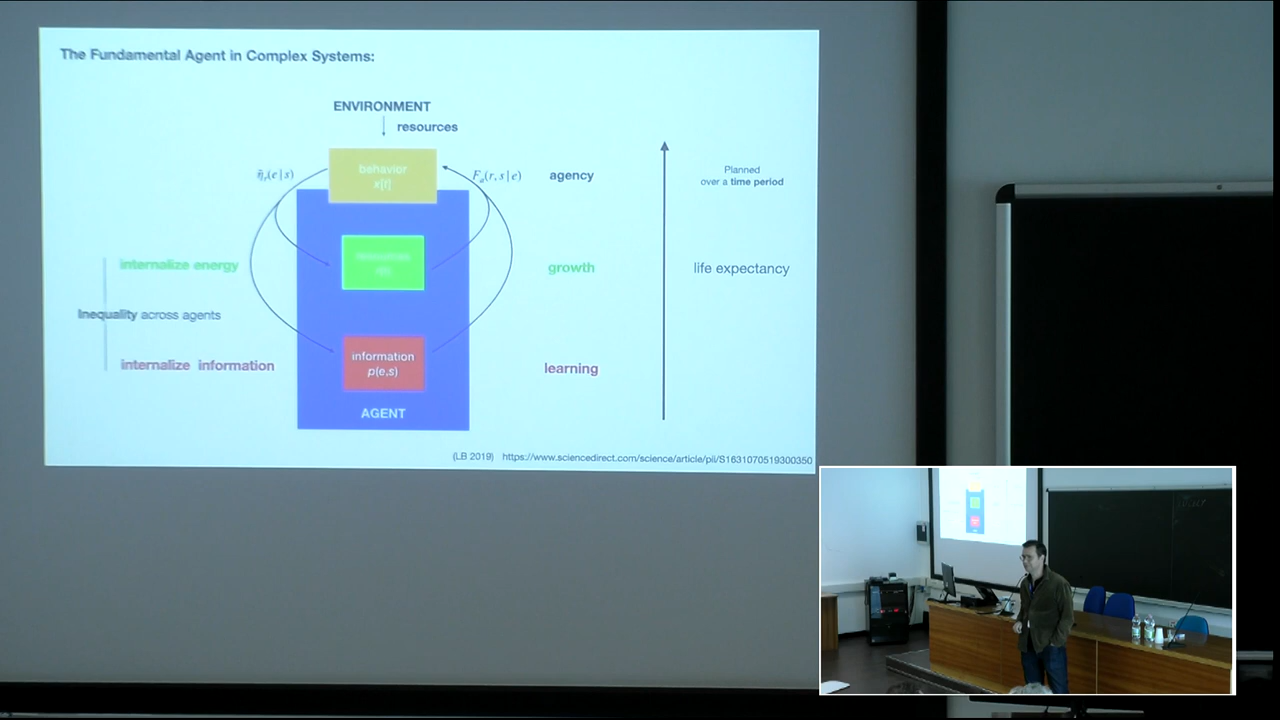 The Fundamental Agent in Complex Systems:
ENVIRONMENT
resources
behavior
x[f]
η̄ᵣ(e|s)
Fₐ(r, s|e)
agency
Planned
over a time period
internalize energy
growth
life expectancy
Inequality across agents
internalize information
information
p(e,s)
learning
AGENT
(LB 2019) https://www.sciencedirect.com/science/article/pii/S1631070519300350